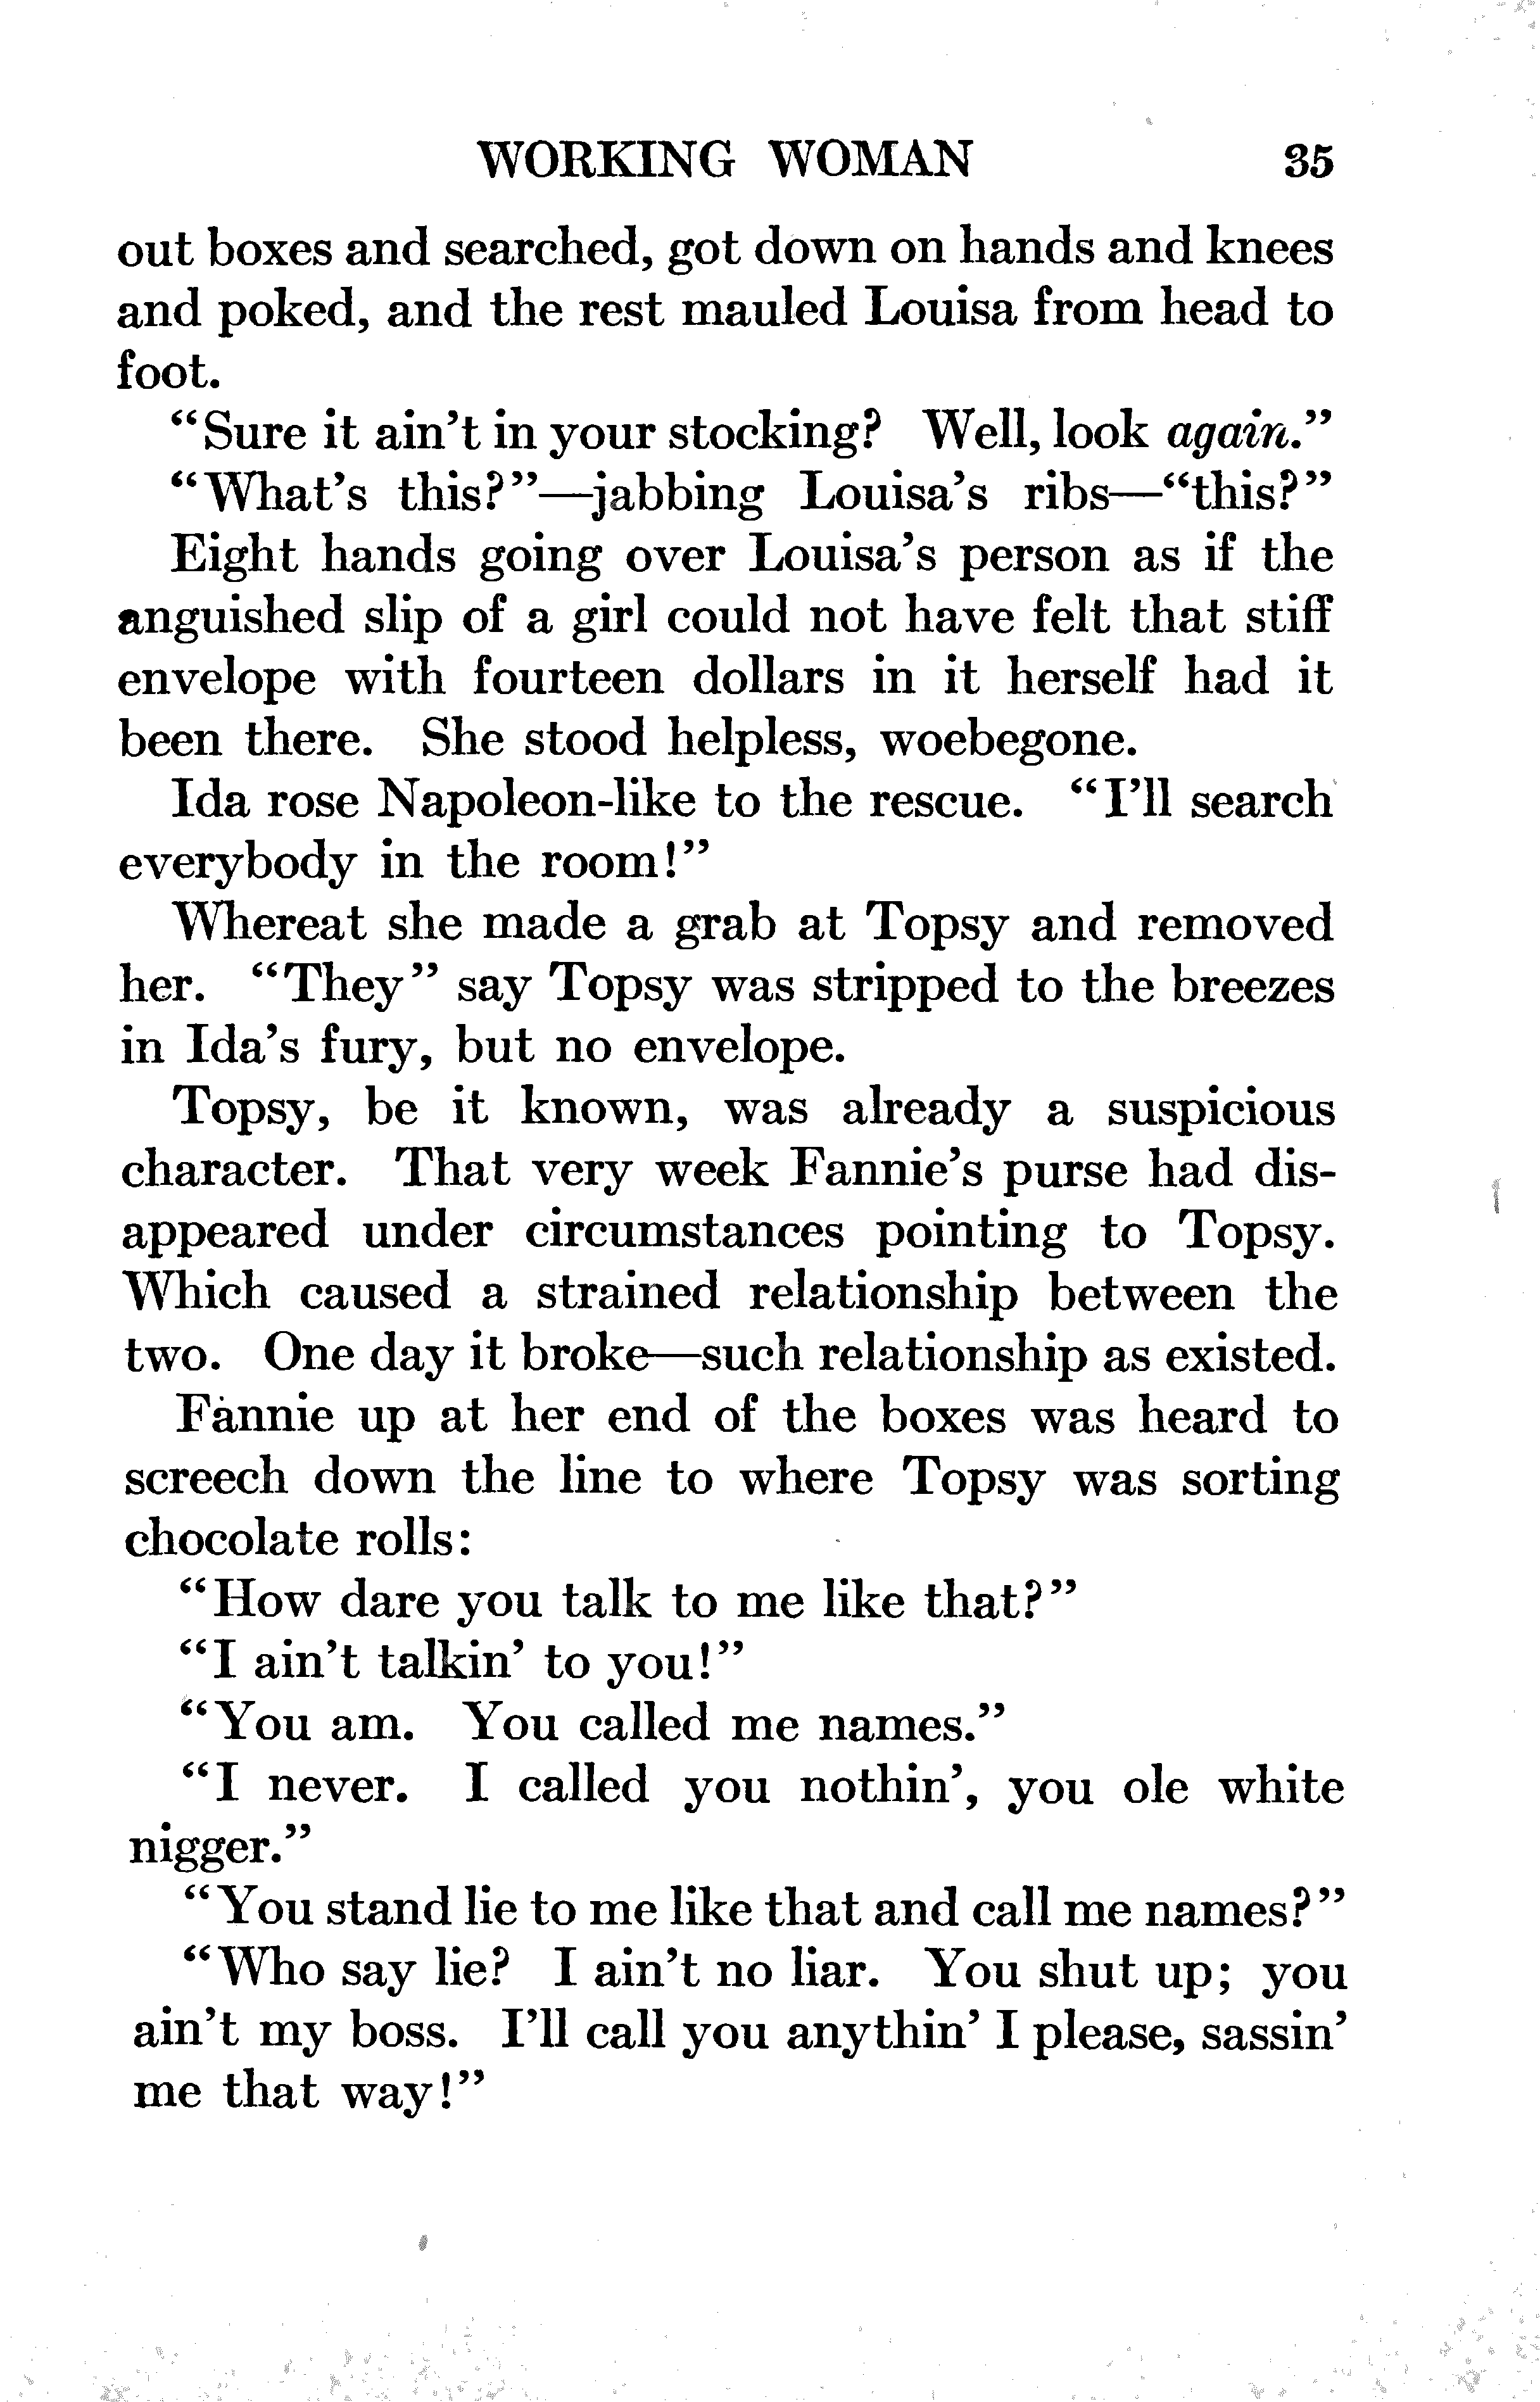 WORKING WOMAN 35
out boxes and searched, got down on hands and knees
and poked, and the rest mauled Louisa from head to
foot.
“Sure it ain’t in your stocking? Well, look again.”
“What’s this?”—jabbing Louisa’s ribs—“this?”
Eight hands going over Louisa’s person as if the
anguished slip of a girl could not have felt that stiff
envelope with fourteen dollars in it herself had it
been there. She stood helpless, woebegone.
Ida rose Napoleon-like to the rescue. “I’ll search
everybody in the room!”
Whereat she made a grab at Topsy and removed
her. “They” say Topsy was stripped to the breezes
in Ida’s fury, but no envelope.
Topsy, be it known, was already a suspicious
character. That very week Fannie’s purse had dis-
appeared under circumstances pointing to Topsy.
Which caused a strained relationship between the
two. One day it broke—such relationship as existed.
Fannie up at her end of the boxes was heard to
screech down the line to where Topsy was sorting
chocolate rolls:
“How dare you talk to me like that?”
“I ain’t talkin’ to you!”
“You am. You called me names.”
“I never. I called you nothin’, you ole white
nigger.”
“You stand lie to me like that and call me names?”
“Who say lie? I ain’t no liar. You shut up; you
ain’t my boss. I’ll call you anythin’ I please, sassin’
me that way!”